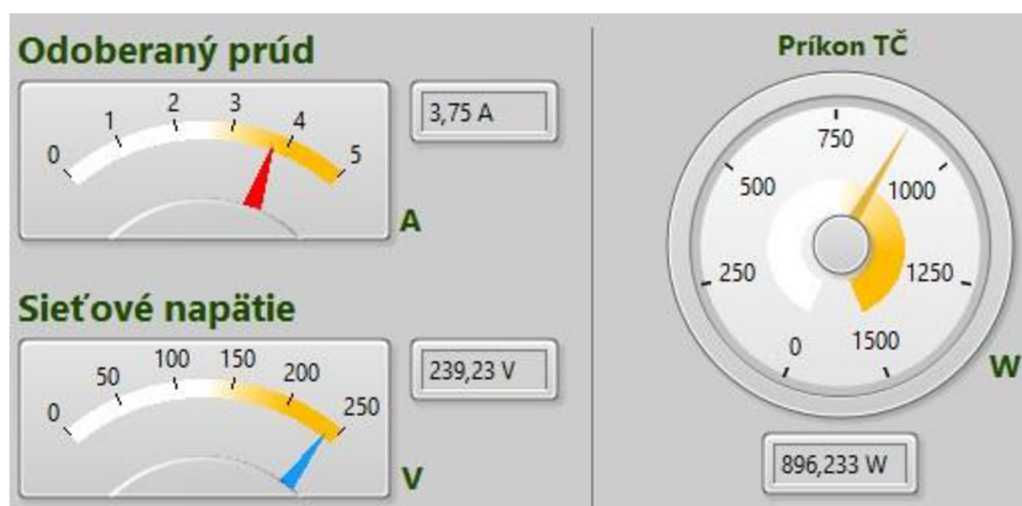 Odoberaný prúd
0 1 2 3 4 5
3,75 A
A
Sieťové napätie
0 50 100 150 200 250
239,23 V
V
Príkon TČ
0 250 500 750 1000 1250 1500
W
896,233 W